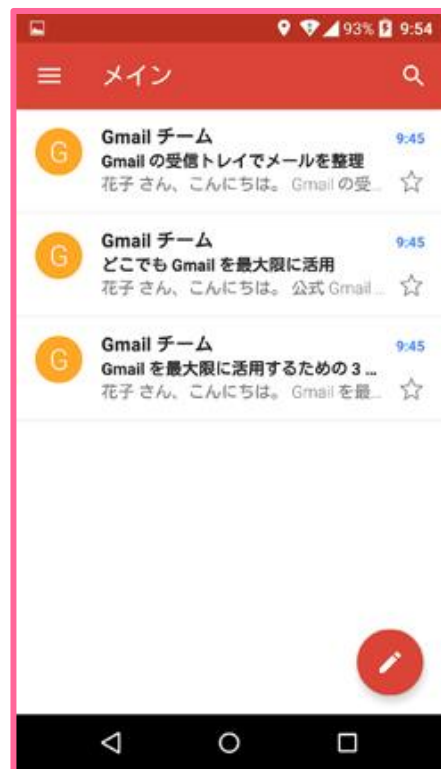 93% 9:54
メイン
G
Gmail チーム 9:45
Gmail の受信トレイでメールを整理
花子 さん、こんにちは。 Gmail の受...
G
Gmail チーム 9:45
どこでも Gmail を最大限に活用
花子 さん、こんにちは。 公式 Gmail ...
G
Gmail チーム 9:45
Gmail を最大限に活用するための 3 ...
花子 さん、こんにちは。 Gmail を最...